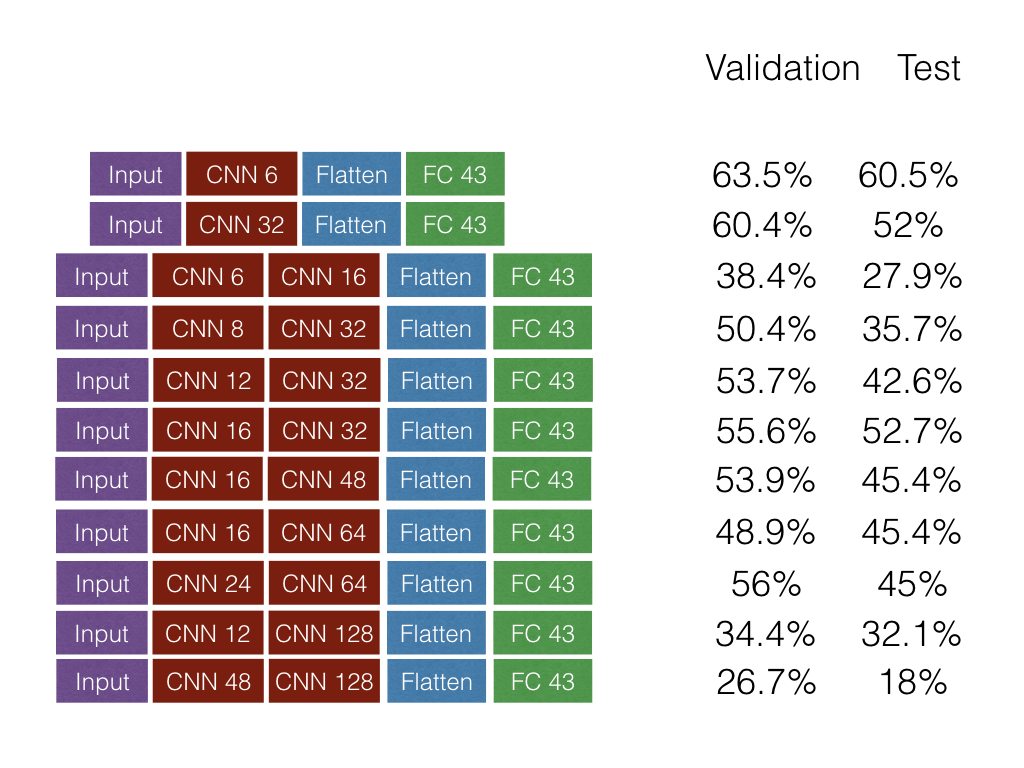 Validation Test
Input CNN 6 Flatten FC 43 63.5% 60.5%
Input CNN 32 Flatten FC 43 60.4% 52%
Input CNN 6 CNN 16 Flatten FC 43 38.4% 27.9%
Input CNN 8 CNN 32 Flatten FC 43 50.4% 35.7%
Input CNN 12 CNN 32 Flatten FC 43 53.7% 42.6%
Input CNN 16 CNN 32 Flatten FC 43 55.6% 52.7%
Input CNN 16 CNN 48 Flatten FC 43 53.9% 45.4%
Input CNN 16 CNN 64 Flatten FC 43 48.9% 45.4%
Input CNN 24 CNN 64 Flatten FC 43 56% 45%
Input CNN 12 CNN 128 Flatten FC 43 34.4% 32.1%
Input CNN 48 CNN 128 Flatten FC 43 26.7% 18%